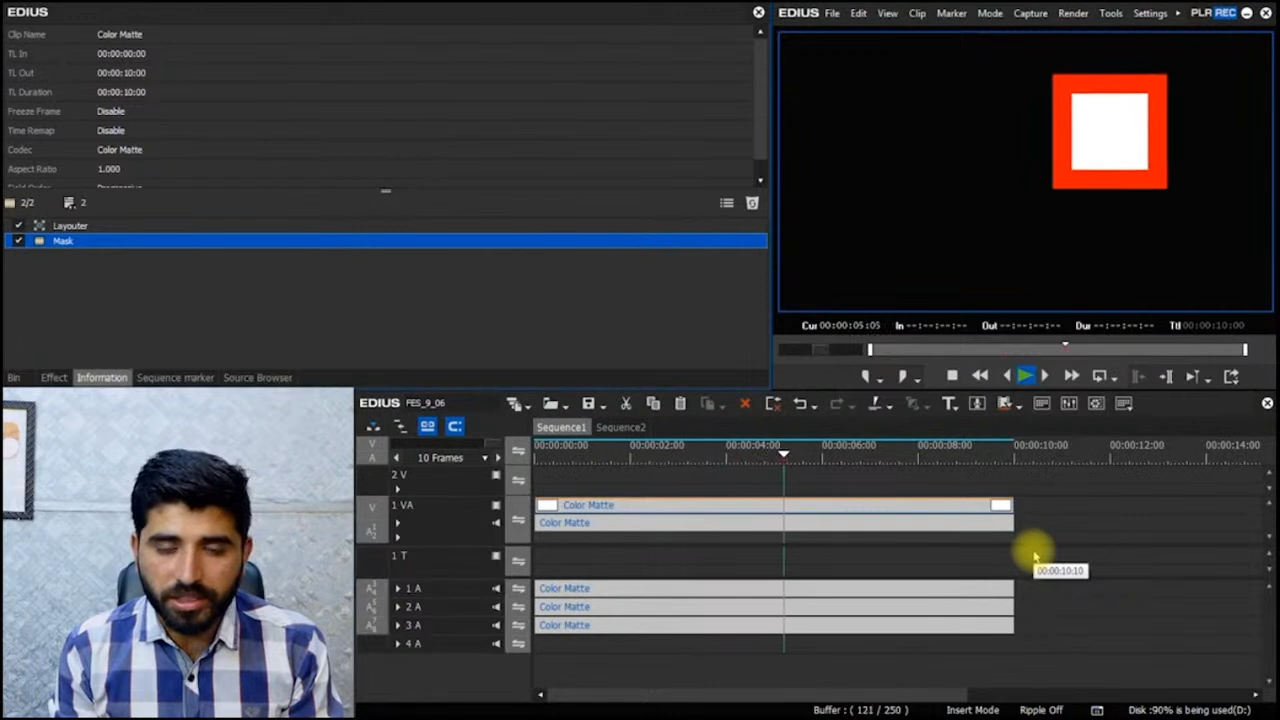 EDIUS
Clip Name Color Matte
TL In 00:00:00:00
TL Out 00:00:10:00
TL Duration 00:00:10:00
Freeze Frame Disable
Time Remap Disable
Codec Color Matte
Aspect Ratio 1.000
2/2 2
Layouter
Mask
Bin Effect Information Sequence marker Source Browser
EDIUS File Edit View Clip Marker Mode Capture Render Tools Settings PLR REC
Cur 00:00:05:05 In --:--:--:-- Out --:--:--:-- Dur --:--:--:-- Ttl 00:00:10:00
EDIUS FES_9_06
Sequence1 Sequence2
V A 10 Frames
00:00:00:00 00:00:02:00 00:00:04:00 00:00:06:00 00:00:08:00 00:00:10:00 00:00:12:00 00:00:14:00
2 V
V 1 VA Color Matte
A Color Matte
1 T
00:00:10:10
1 A Color Matte
2 A Color Matte
3 A Color Matte
4 A
Buffer : ( 121 / 250 ) Insert Mode Ripple Off Disk :90% is being used(D:)